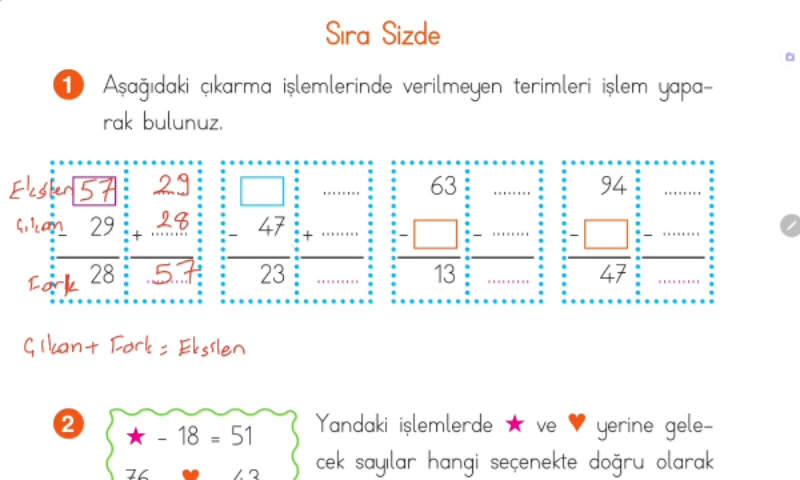 Sıra Sizde
1 Aşağıdaki çıkarma işlemlerinde verilmeyen terimleri işlem yapa-
rak bulunuz.
Eksilen 57 29 ........ 63 ........ 94 ........
Çıkan - 29 + 28 - 47 + ........ - - ........ - - ........
Fark 28 57 23 ......... 13 ......... 47 .........
Çıkan + Fark = Eksilen
2 Yandaki işlemlerde ★ ve ♥ yerine gele-
cek sayılar hangi seçenekte doğru olarak
★ - 18 = 51
76 ♥ 43